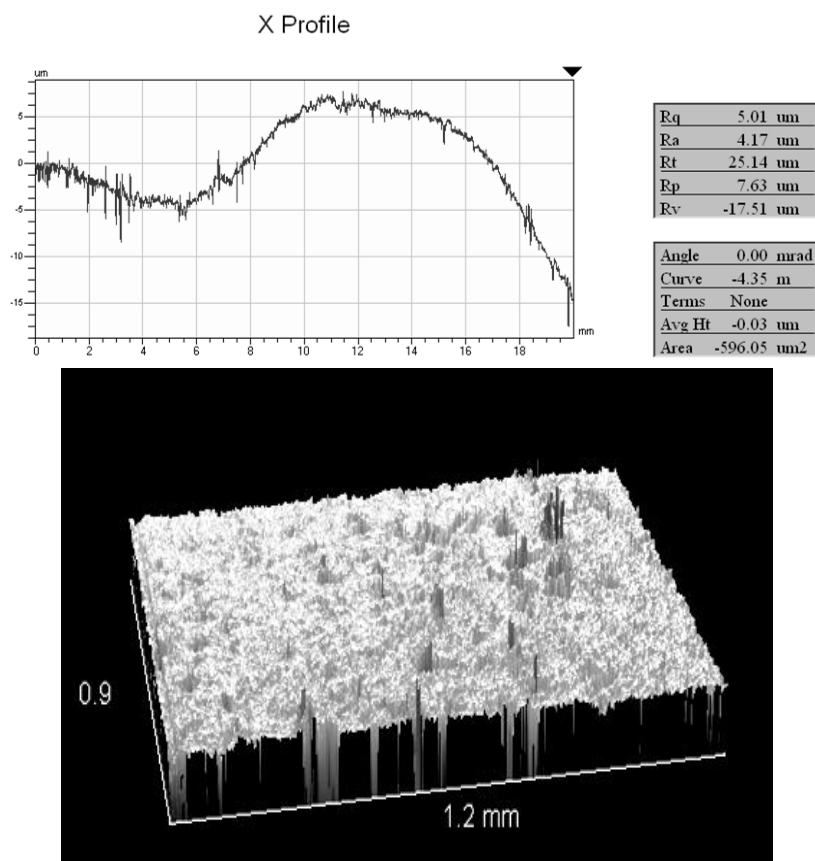 X Profile
um
5
0
-5
-10
-15
mm
0 2 4 6 8 10 12 14 16 18
Rq 5.01 um
Ra 4.17 um
Rt 25.14 um
Rp 7.63 um
Rv -17.51 um
Angle 0.00 mrad
Curve -4.35 m
Terms None
Avg Ht -0.03 um
Area -596.05 um2
0.9
1.2 mm